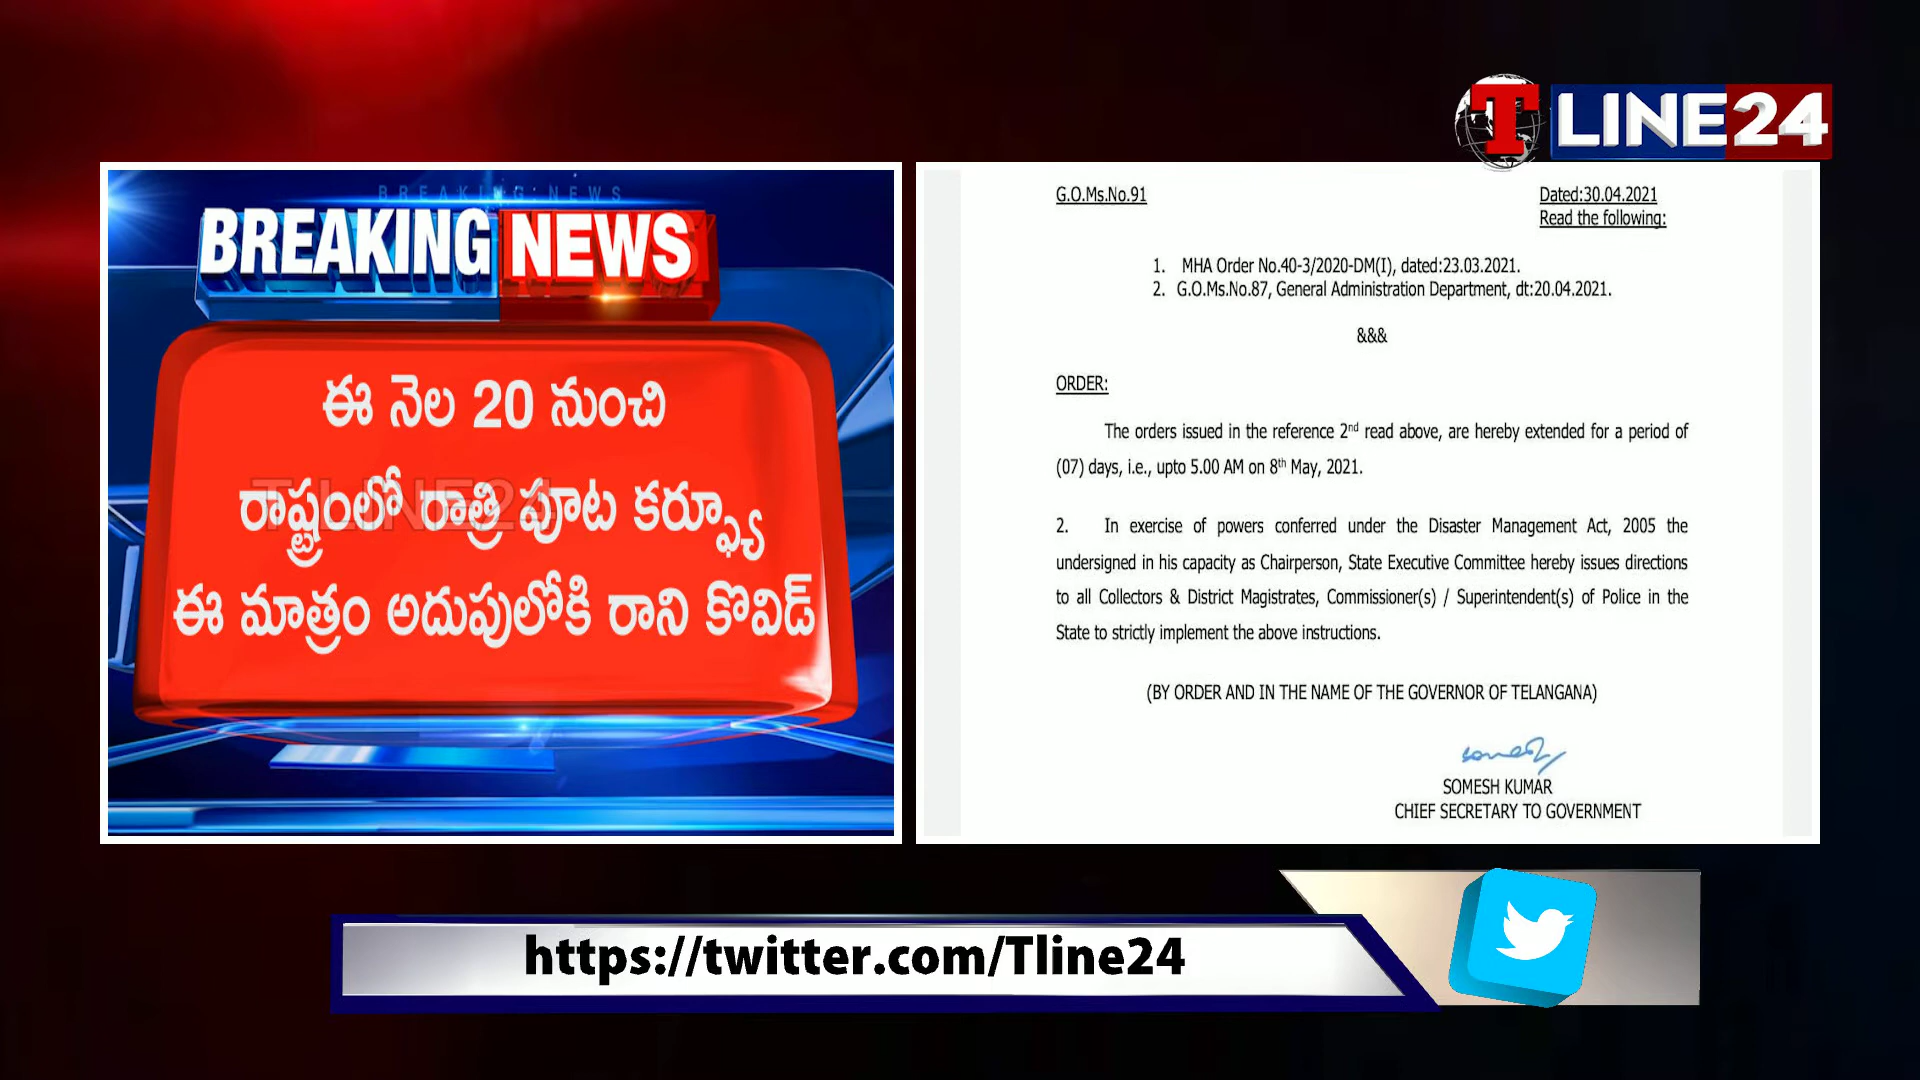 T LINE24
BREAKING NEWS
BREAKING NEWS
ఈ నెల 20 నుంచి
రాష్ట్రంలో రాత్రి పూట కర్ఫ్యూ
ఈ మాత్రం అదుపులోకి రాని కొవిడ్
T LINE24
G.O.Ms.No.91
Dated:30.04.2021
Read the following:
1. MHA Order No.40-3/2020-DM(I), dated:23.03.2021.
2. G.O.Ms.No.87, General Administration Department, dt:20.04.2021.
&&&
ORDER:
The orders issued in the reference 2nd read above, are hereby extended for a period of
(07) days, i.e., upto 5.00 AM on 8th May, 2021.
2. In exercise of powers conferred under the Disaster Management Act, 2005 the
undersigned in his capacity as Chairperson, State Executive Committee hereby issues directions
to all Collectors & District Magistrates, Commissioner(s) / Superintendent(s) of Police in the
State to strictly implement the above instructions.
(BY ORDER AND IN THE NAME OF THE GOVERNOR OF TELANGANA)
SOMESH KUMAR
CHIEF SECRETARY TO GOVERNMENT
https://twitter.com/Tline24